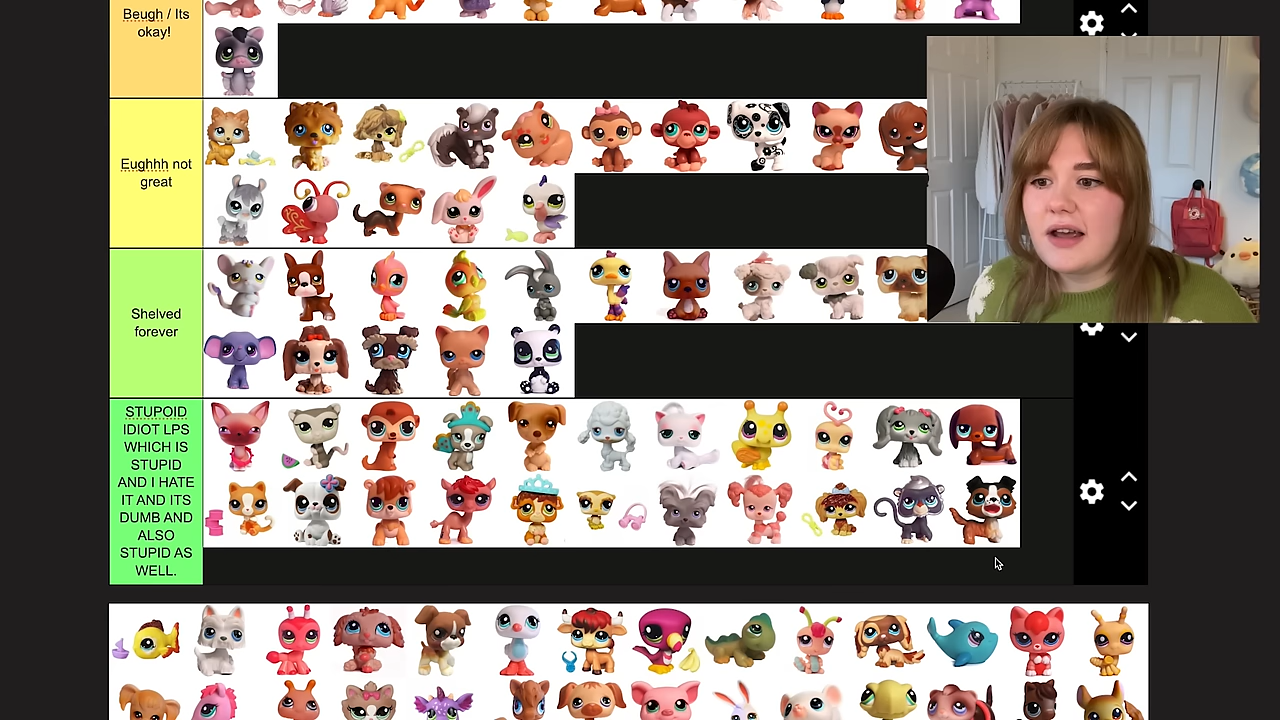 Beugh / Its
okay!
Eughhh not
great
Shelved
forever
STUPOID
IDIOT LPS
WHICH IS
STUPID
AND I HATE
IT AND ITS
DUMB AND
ALSO
STUPID AS
WELL.